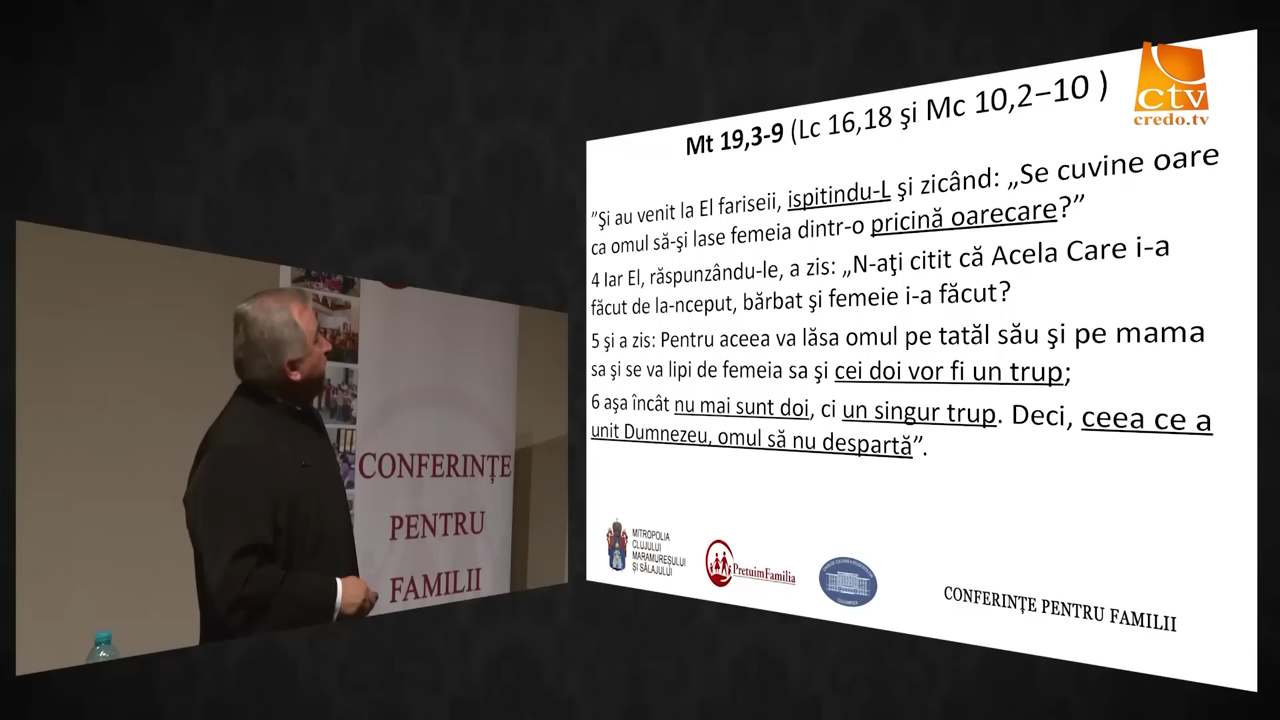 ctv
credo.tv
Mt 19,3-9 (Lc 16,18 şi Mc 10,2–10 )
”Şi au venit la El fariseii, ispitindu-L şi zicând: „Se cuvine oare
ca omul să-şi lase femeia dintr-o pricină oarecare?”
4 Iar El, răspunzându-le, a zis: „N-aţi citit că Acela Care i-a
făcut de la-nceput, bărbat şi femeie i-a făcut?
5 şi a zis: Pentru aceea va lăsa omul pe tatăl său şi pe mama
sa şi se va lipi de femeia sa şi cei doi vor fi un trup;
6 aşa încât nu mai sunt doi, ci un singur trup. Deci, ceea ce a
unit Dumnezeu, omul să nu despartă”.
MITROPOLIA
CLUJULUI
MARAMUREȘULUI
ȘI SĂLAJULUI
PretuimFamilia
CONFERINŢE PENTRU FAMILII
CONFERINȚE
PENTRU
FAMILII